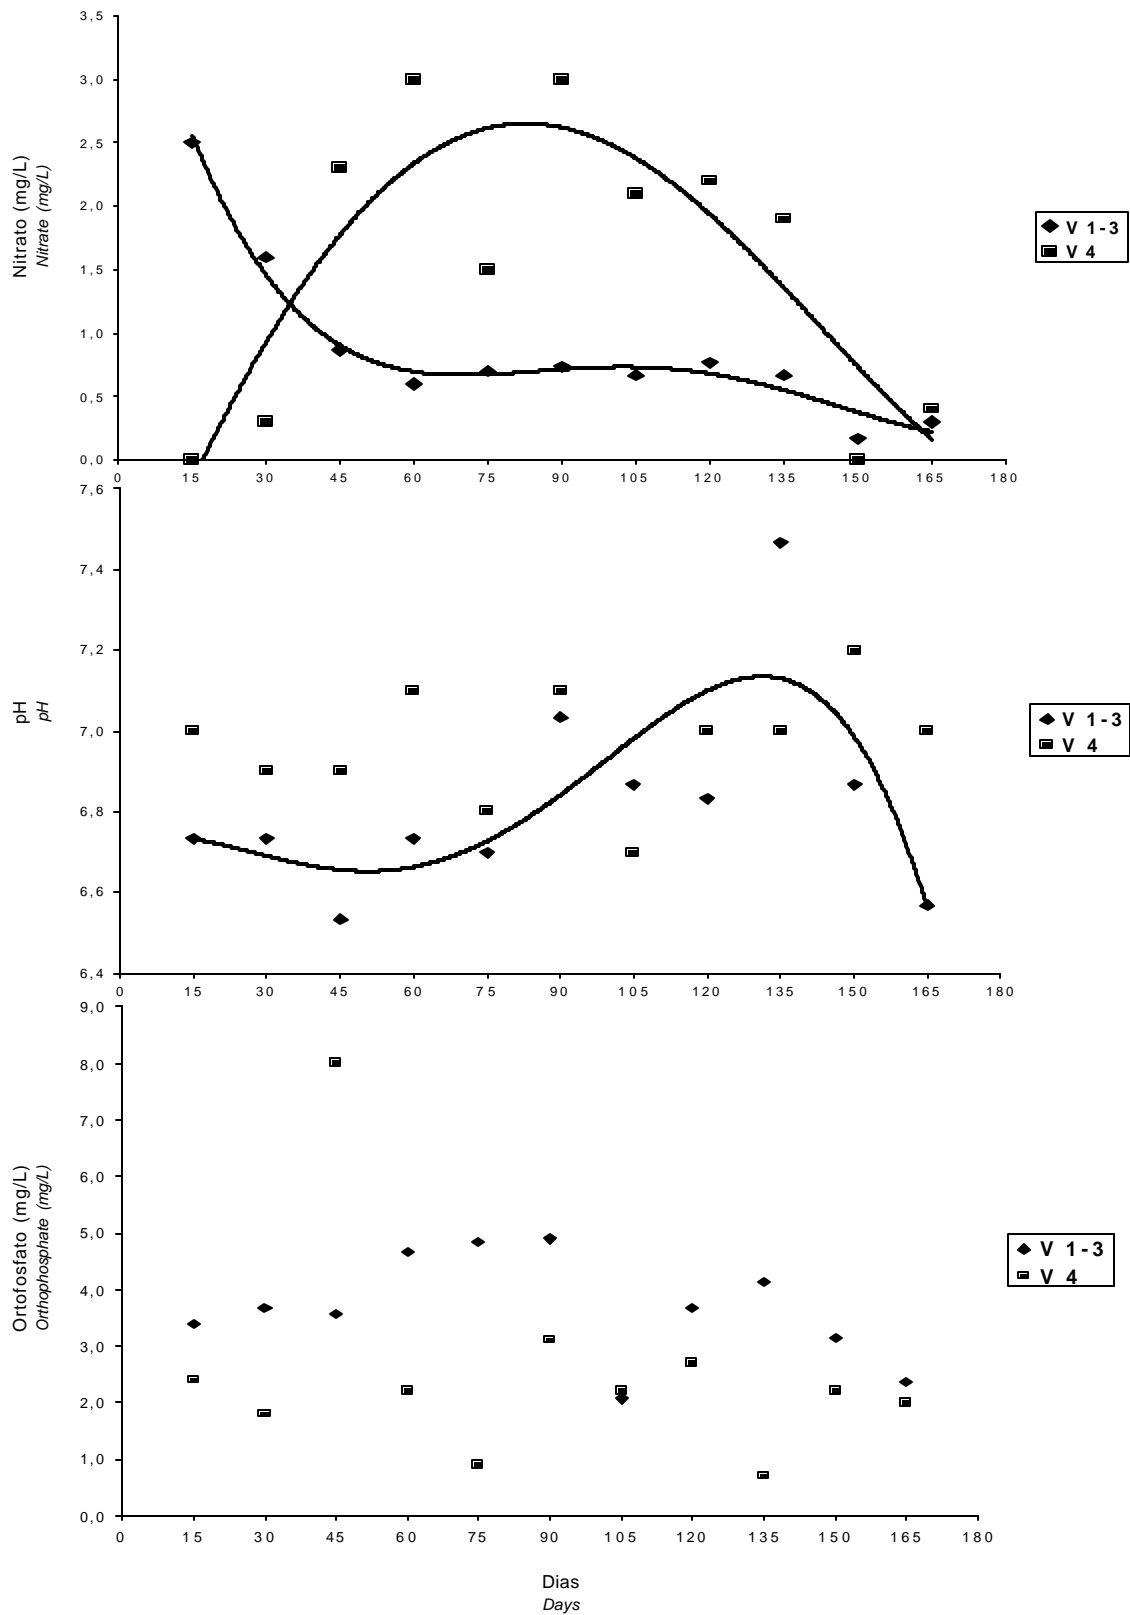 3,5
3,0
2,5
2,0
1,5
1,0
0,5
0,0
Nitrato (mg/L)
Nitrate (mg/L)
0 15 30 45 60 75 90 105 120 135 150 165 180
V 1-3
V 4
7,6
7,4
7,2
7,0
6,8
6,6
6,4
pH
pH
0 15 30 45 60 75 90 105 120 135 150 165 180
V 1-3
V 4
9,0
8,0
7,0
6,0
5,0
4,0
3,0
2,0
1,0
0,0
Ortofosfato (mg/L)
Orthophosphate (mg/L)
0 15 30 45 60 75 90 105 120 135 150 165 180
V 1-3
V 4
Dias
Days